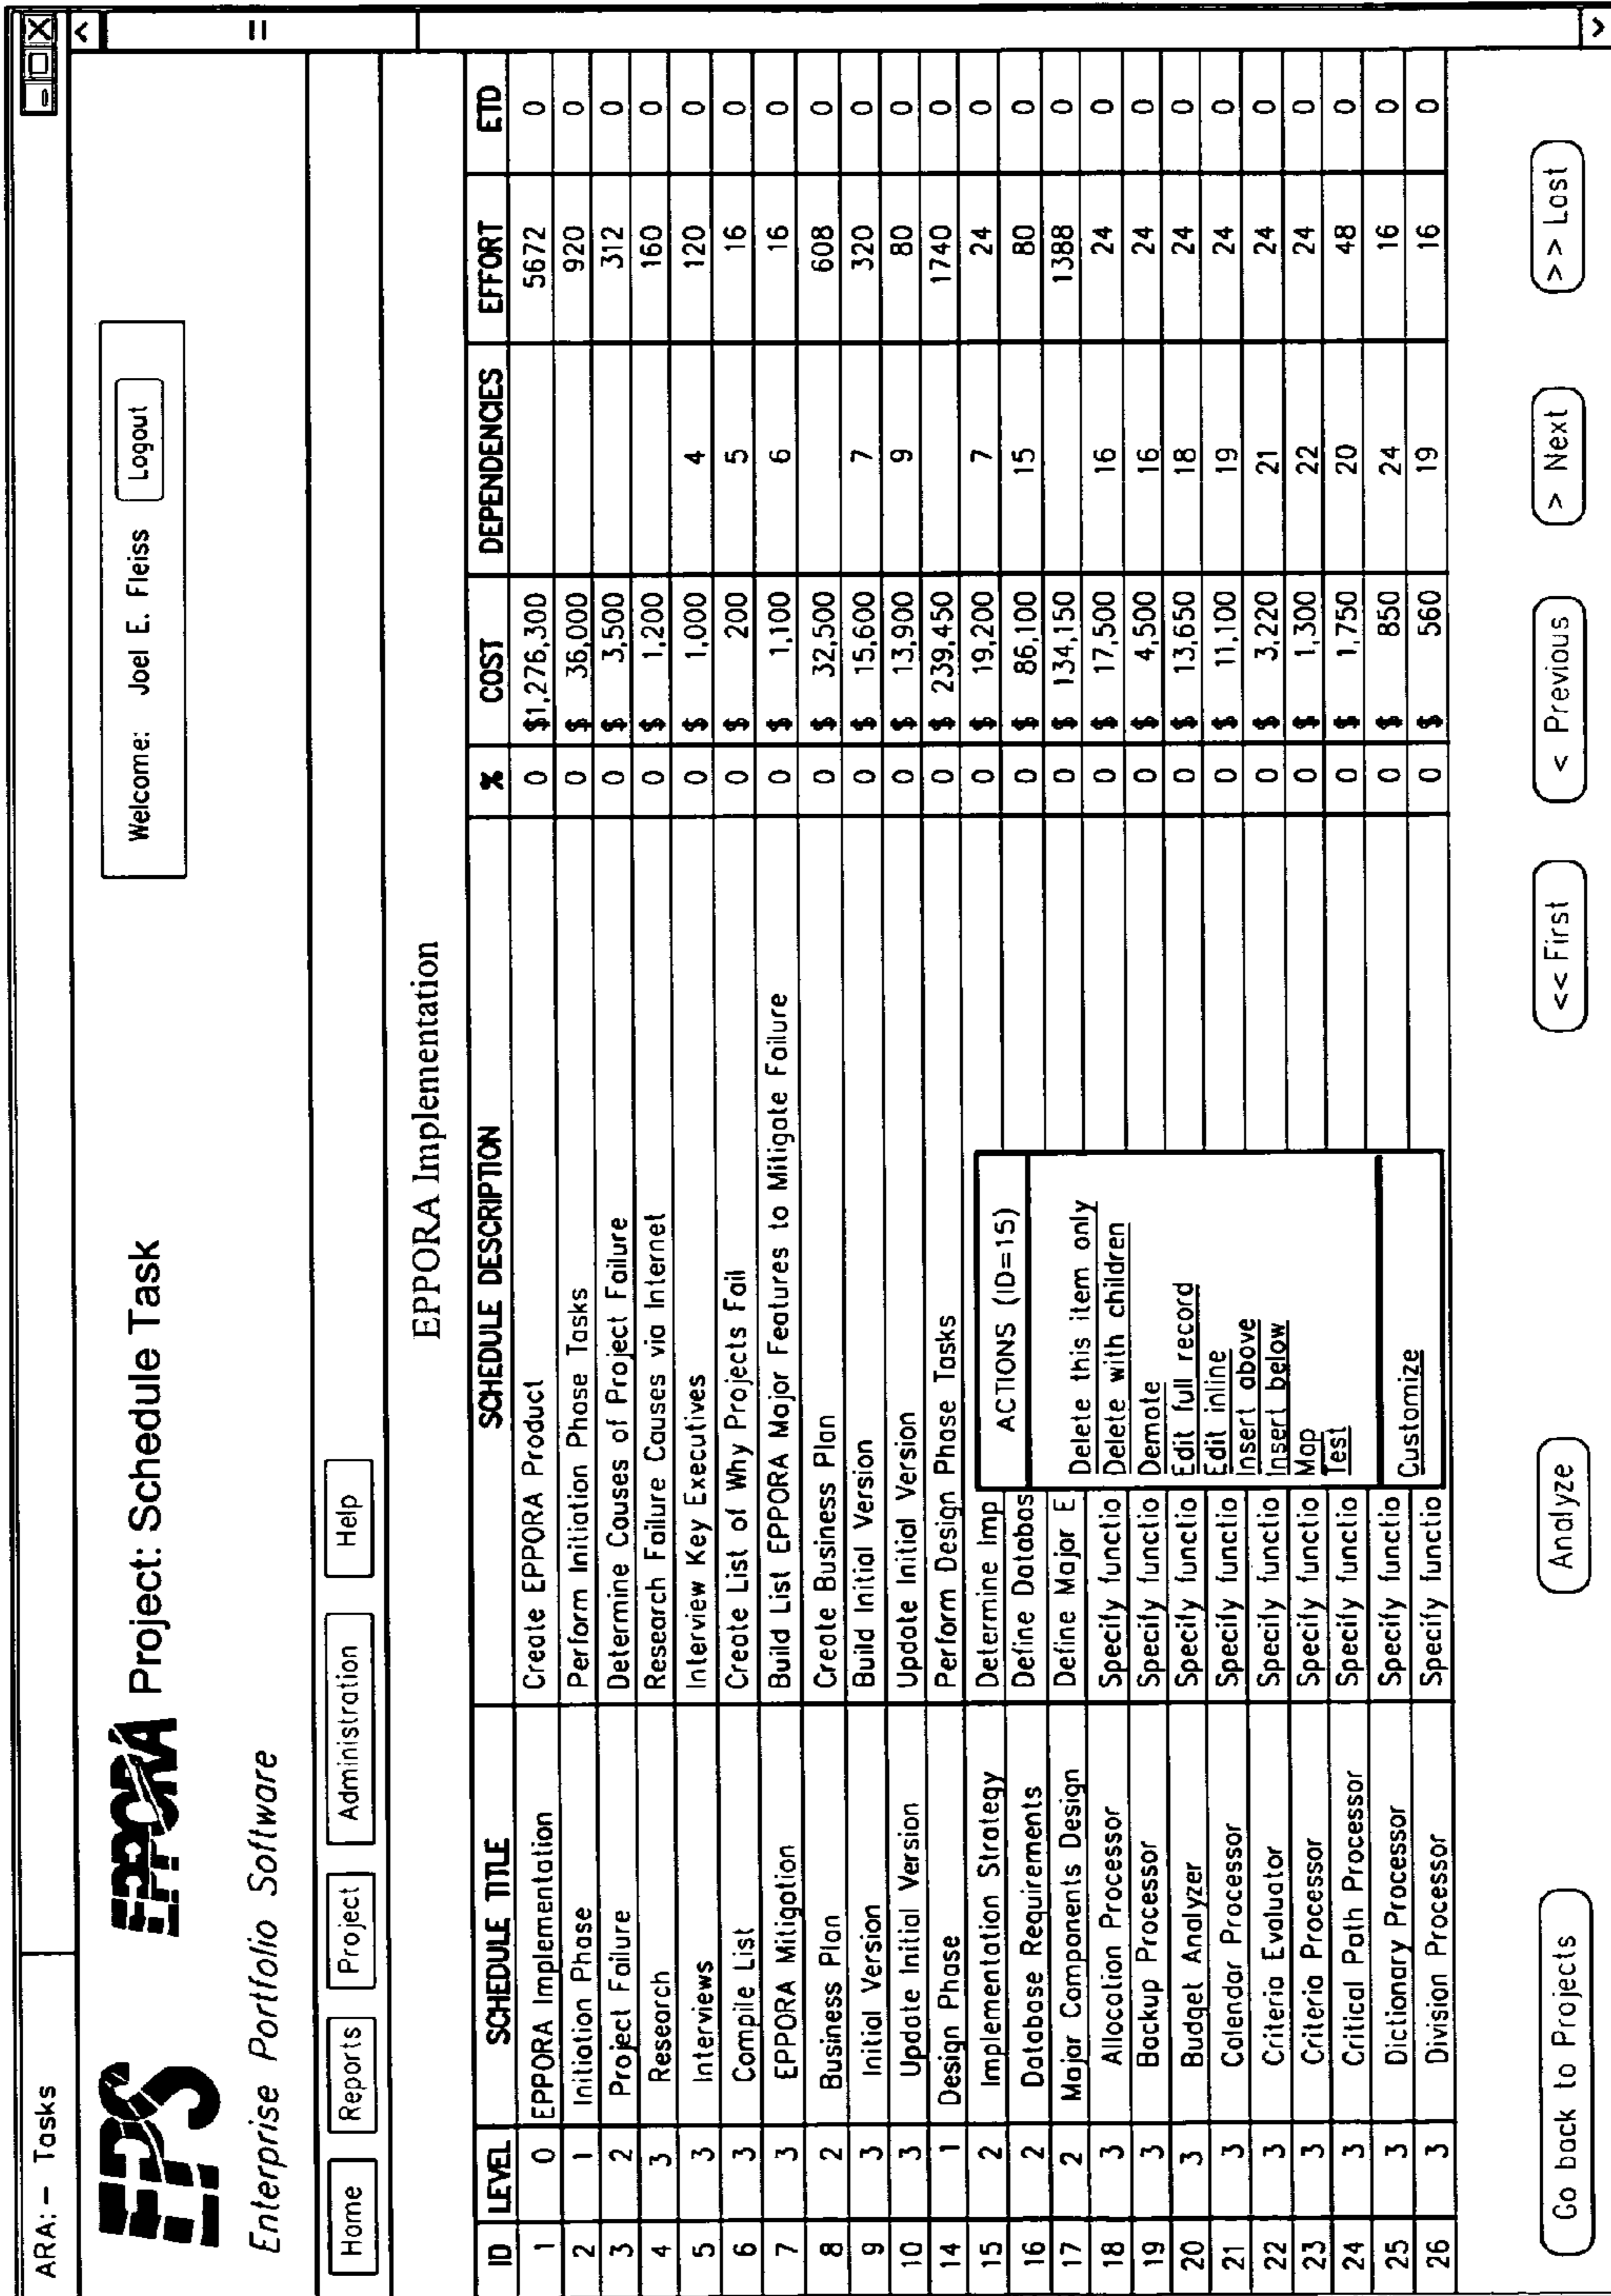 ARA: – Tasks
EPS EPPORA Project: Schedule Task
Welcome: Joel E. Fleiss Logout
Enterprise Portfolio Software
Home Reports Project Administration Help
EPPORA Implementation
ID LEVEL SCHEDULE TITLE SCHEDULE DESCRIPTION % COST DEPENDENCIES EFFORT ETD
1 0 EPPORA Implementation Create EPPORA Product 0 $1,276,300 5672 0
2 1 Initiation Phase Perform Initiation Phase Tasks 0 $ 36,000 920 0
3 2 Project Failure Determine Causes of Project Failure 0 $ 3,500 312 0
4 3 Research Research Failure Causes via Internet 0 $ 1,200 160 0
5 3 Interviews Interview Key Executives 0 $ 1,000 4 120 0
6 3 Compile List Create List of Why Projects Fail 0 $ 200 5 16 0
7 3 EPPORA Mitigation Build List EPPORA Major Features to Mitigate Failure 0 $ 1,100 6 16 0
8 2 Business Plan Create Business Plan 0 $ 32,500 608 0
9 3 Initial Version Build Initial Version 0 $ 15,600 7 320 0
10 3 Update Initial Version Update Initial Version 0 $ 13,900 9 80 0
14 1 Design Phase Perform Design Phase Tasks 0 $ 239,450 1740 0
15 2 Implementation Strategy Determine Imp 0 $ 19,200 7 24 0
16 2 Database Requirements Define Databas 0 $ 86,100 15 80 0
17 2 Major Components Design Define Major E 0 $ 134,150 1388 0
18 3 Allocation Processor Specify functio 0 $ 17,500 16 24 0
19 3 Backup Processor Specify functio 0 $ 4,500 16 24 0
20 3 Budget Analyzer Specify functio 0 $ 13,650 18 24 0
21 3 Calendar Processor Specify functio 0 $ 11,100 19 24 0
22 3 Criteria Evaluator Specify functio 0 $ 3,220 21 24 0
23 3 Criteria Processor Specify functio 0 $ 1,300 22 24 0
24 3 Critical Path Processor Specify functio 0 $ 1,750 20 48 0
25 3 Dictionary Processor Specify functio 0 $ 850 24 16 0
26 3 Division Processor Specify functio 0 $ 560 19 16 0
ACTIONS (ID=15)
Delete this item only
Delete with children
Demote
Edit full record
Edit inline
Insert above
Insert below
Map
Test
Customize
Go back to Projects Analyze << First < Previous > Next >> Last